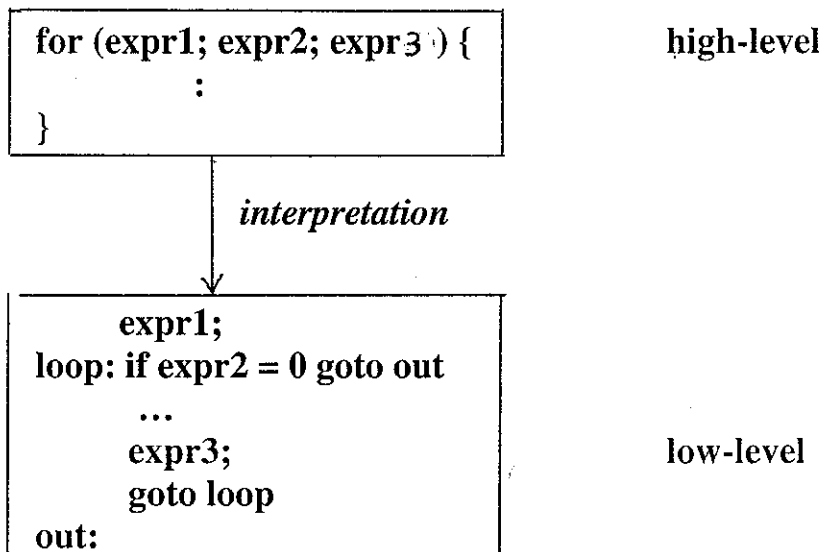 for (expr1; expr2; expr3 ) { high-level
:
}
interpretation
expr1;
loop: if expr2 = 0 goto out
...
expr3; low-level
goto loop
out: